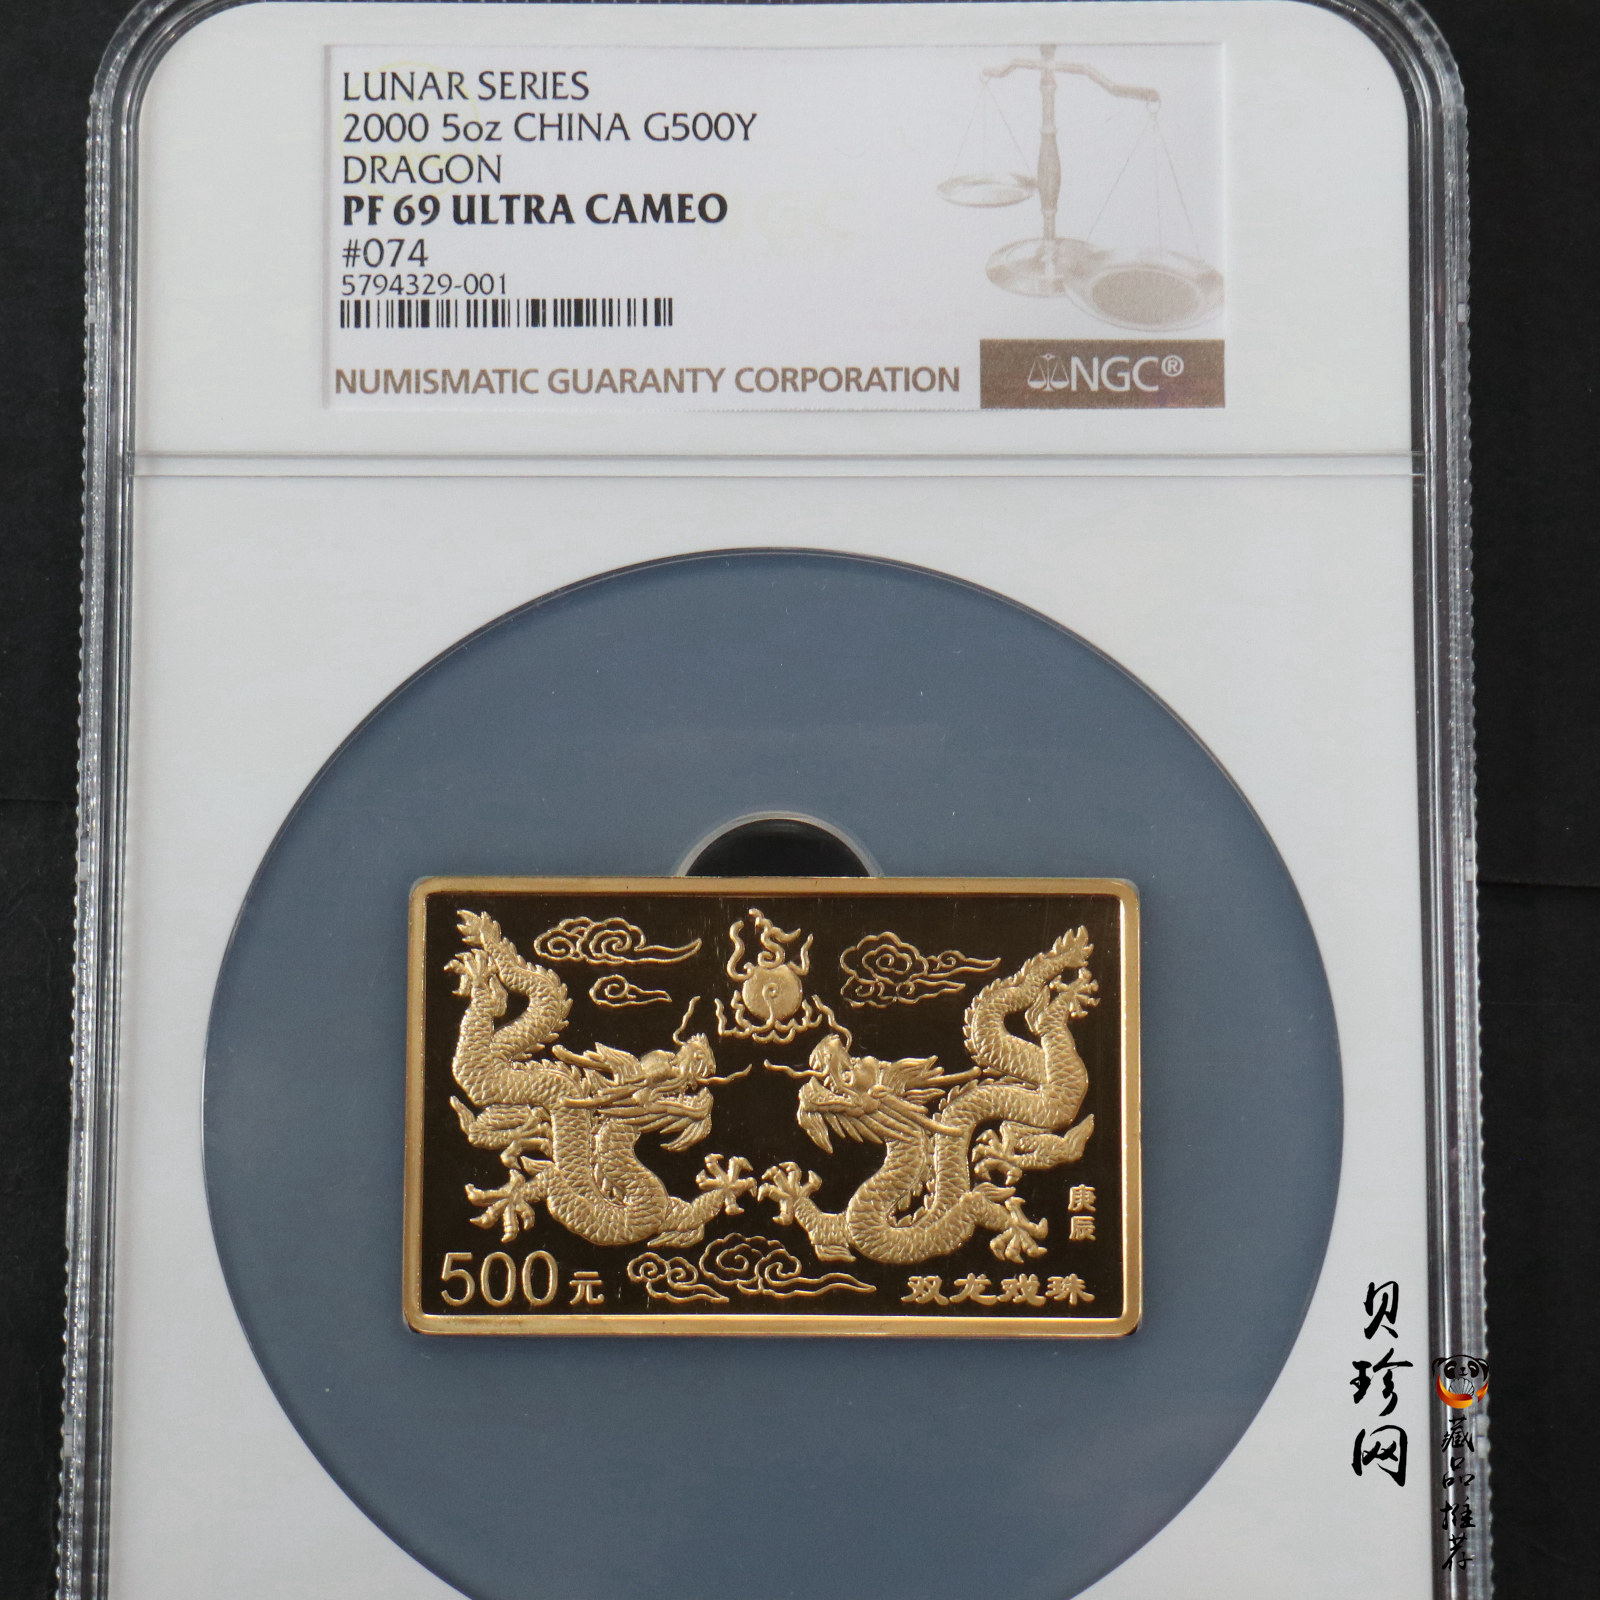 LUNAR SERIES
2000 5oz CHINA G500Y
DRAGON
PF 69 ULTRA CAMEO
#074
5794329-001
NUMISMATIC GUARANTY CORPORATION
NGC®
庚辰
500元
双龙戏珠
贝珍网
藏品推荐